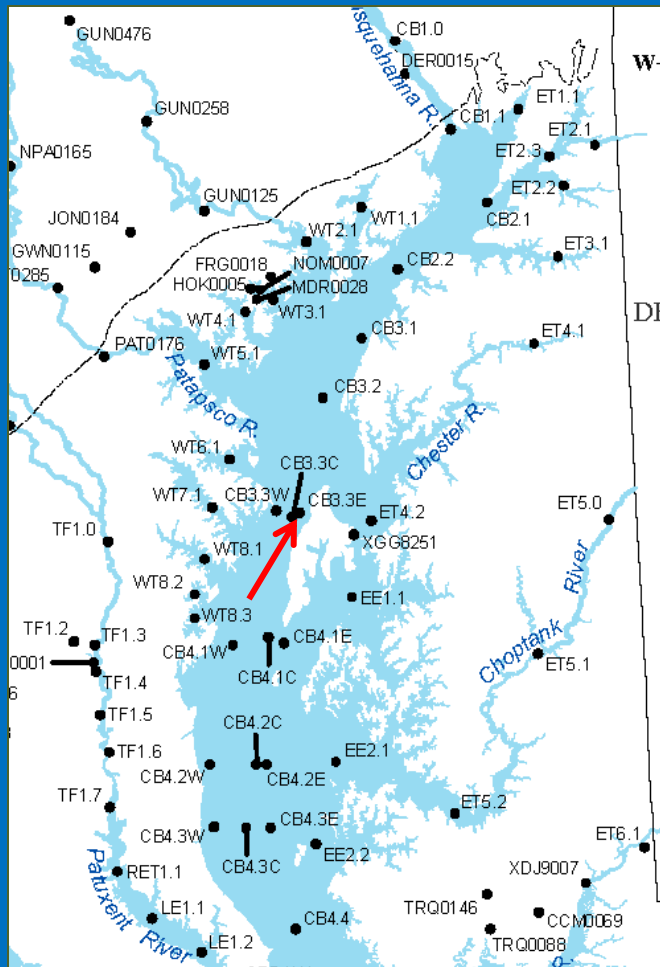 GUN0476
CB1.0
DER0015
W-
squehanna R.
ET1.1
CB1.1
GUN0258
ET2.1
ET2.3
NPA0165
ET2.2
GUN0125
WT1.1
CB2.1
JON0184
WT2.1
GWN0115
ET3.1
FRG0018
NOM0007
CB2.2
0285
HOK0005
MDR0028
WT3.1
WT4.1
CB3.1
ET4.1
PAT0176
WT5.1
CB3.2
Patapsco R.
Chester R.
WT6.1
CB3.3C
WT7.1
CB3.3W
CB3.3E
ET4.2
ET5.0
TF1.0
XGG8251
WT8.1
River
WT8.2
EE1.1
WT8.3
TF1.2
TF1.3
CB4.1W
CB4.1E
Choptank
0001
ET5.1
CB4.1C
TF1.4
TF1.5
CB4.2C
TF1.6
EE2.1
CB4.2W
CB4.2E
TF1.7
ET5.2
CB4.3W
CB4.3E
ET6.1
EE2.2
CB4.3C
XDJ9007
RET1.1
Patuxent River
TRQ0146
LE1.1
CB4.4
CCM0069
TRQ0088
LE1.2